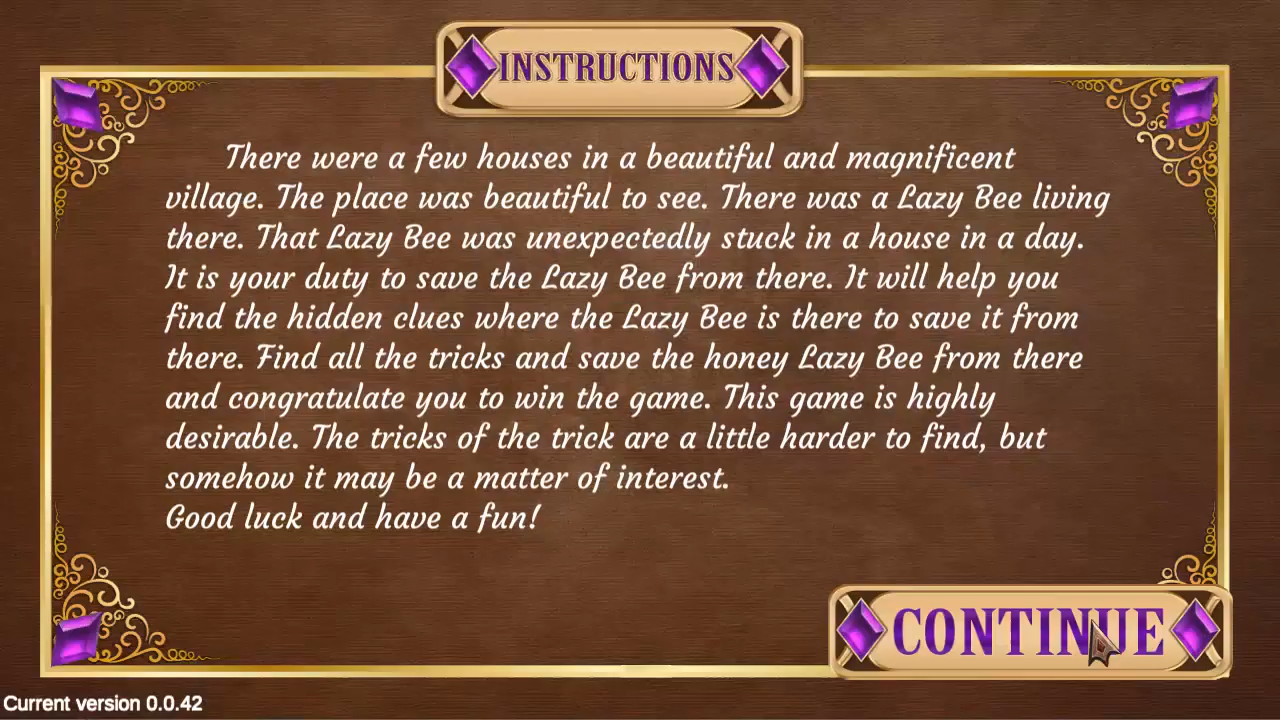 INSTRUCTIONS
There were a few houses in a beautiful and magnificent
village. The place was beautiful to see. There was a Lazy Bee living
there. That Lazy Bee was unexpectedly stuck in a house in a day.
It is your duty to save the Lazy Bee from there. It will help you
find the hidden clues where the Lazy Bee is there to save it from
there. Find all the tricks and save the honey Lazy Bee from there
and congratulate you to win the game. This game is highly
desirable. The tricks of the trick are a little harder to find, but
somehow it may be a matter of interest.
Good luck and have a fun!
CONTINUE
Current version 0.0.42